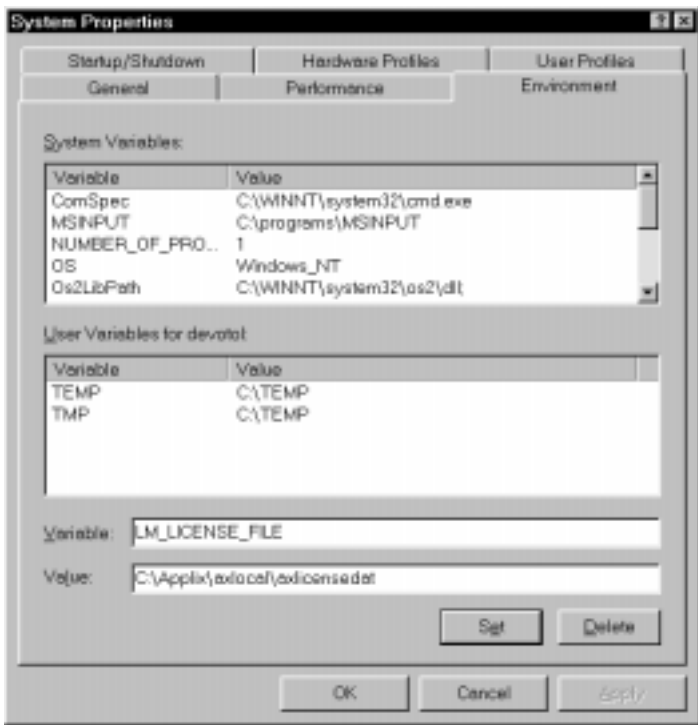 System Properties
Startup/Shutdown Hardware Profiles User Profiles
General Performance Environment
System Variables:
Variable Value
ComSpec C:\WINNT\system32\cmd.exe
MSINPUT C:\programs\MSINPUT
NUMBER_OF_PRO... 1
OS Windows_NT
Os2LibPath C:\WINNT\system32\os2\dll;
User Variables for devotol:
Variable Value
TEMP C:\TEMP
TMP C:\TEMP
Variable: LM_LICENSE_FILE
Value: C:\Applix\axlocal\axlicensedat
Set Delete
OK Cancel Apply